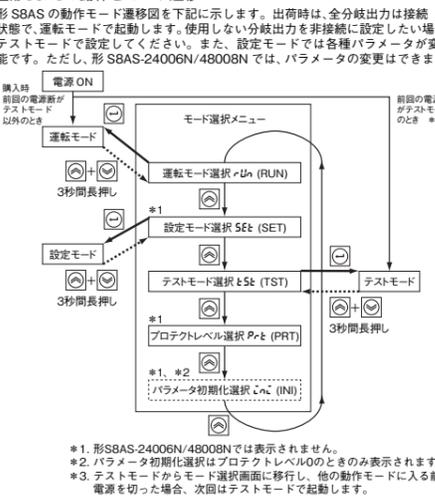 形 S8AS の動作モード遷移図を下記に示します。出荷時は、全分岐出力は接続
状態で、運転モードで起動します。使用しない分岐出力を非接続に設定したい場
テストモードで設定してください。また、設定モードでは各種パラメータが変
能です。ただし、形 S8AS-24006N/48008N では、パラメータの変更はできま
電源 ON
購入時
前回の電源断が
テストモード
以外のとき
前回の電
がテストモ
のとき *
モード選択メニュー
運転モード
運転モード選択 rUn (RUN)
+
3秒間長押し
*1
設定モード選択 SEt (SET)
設定モード
+
3秒間長押し
テストモード選択 tSt (TST)
テストモード
+
3秒間長押し
*1
プロテクトレベル選択 Prt (PRT)
*1、*2
パラメータ初期化選択 ini (INI)
*1. 形S8AS-24006N/48008Nでは表示されません。
*2. パラメータ初期化選択はプロテクトレベル0のときのみ表示されます
*3. テストモードからモード選択画面に移行し、他の動作モードに入る前
電源を切った場合、次回はテストモードで起動します。